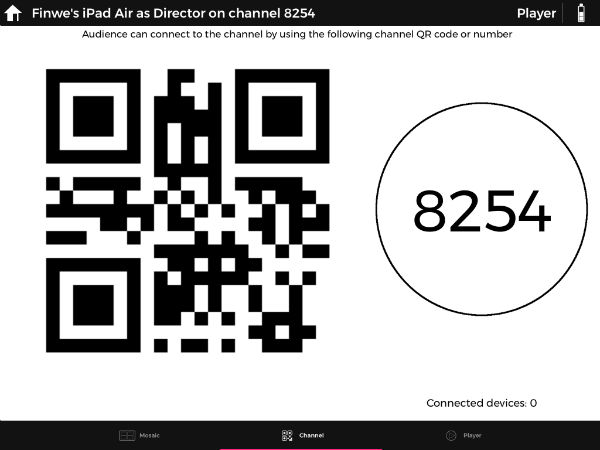 Finwe's iPad Air as Director on channel 8254
Player
Audience can connect to the channel by using the following channel QR code or number
8254
Connected devices: 0
Mosaic
Channel
Player